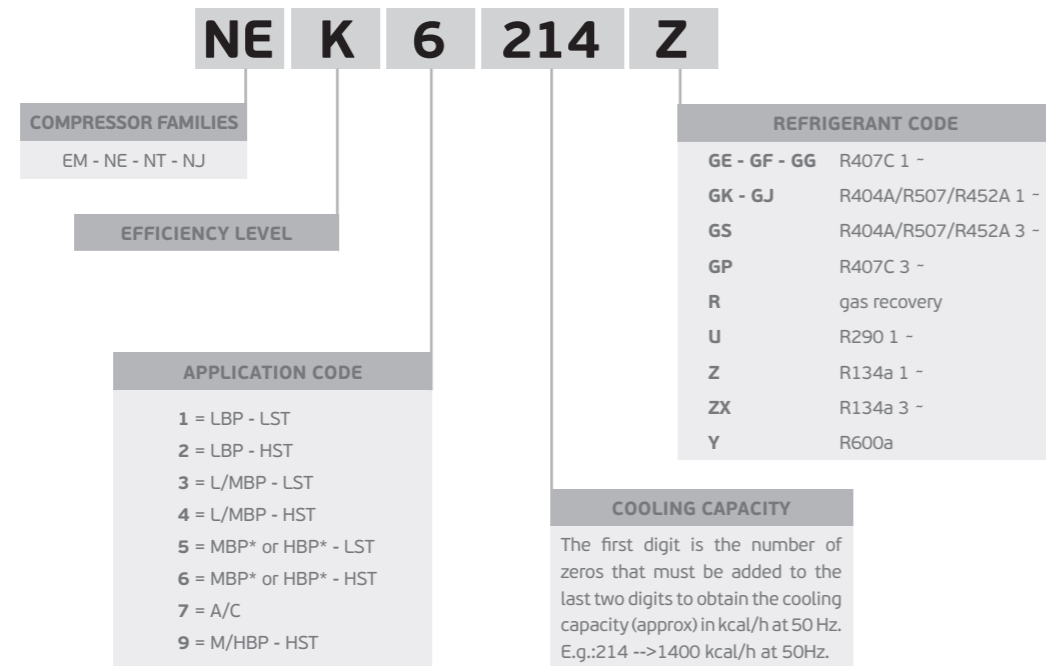 NE K 6 214 Z
COMPRESSOR FAMILIES
EM - NE - NT - NJ
EFFICIENCY LEVEL
APPLICATION CODE
1 = LBP - LST
2 = LBP - HST
3 = L/MBP - LST
4 = L/MBP - HST
5 = MBP* or HBP* - LST
6 = MBP* or HBP* - HST
7 = A/C
9 = M/HBP - HST
COOLING CAPACITY
The first digit is the number of
zeros that must be added to the
last two digits to obtain the cooling
capacity (approx) in kcal/h at 50 Hz.
E.g.:214 -->1400 kcal/h at 50Hz.
REFRIGERANT CODE
GE - GF - GG R407C 1 ~
GK - GJ R404A/R507/R452A 1 ~
GS R404A/R507/R452A 3 ~
GP R407C 3 ~
R gas recovery
U R290 1 ~
Z R134a 1 ~
ZX R134a 3 ~
Y R600a